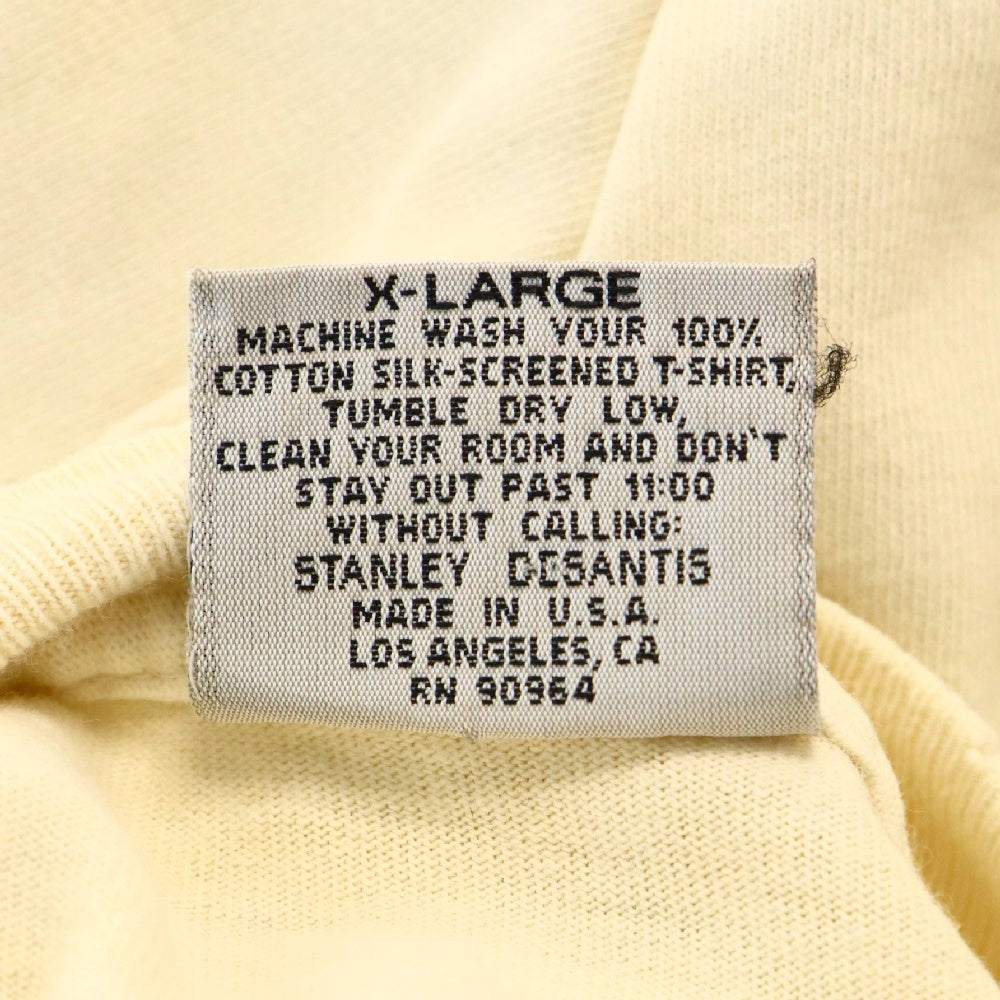 X-LARGE
MACHINE WASH YOUR 100%
COTTON SILK-SCREENED T-SHIRT,
TUMBLE DRY LOW,
CLEAN YOUR ROOM AND DON'T
STAY OUT PAST 11:00
WITHOUT CALLING:
STANLEY DESANTIS
MADE IN U.S.A.
LOS ANGELES, CA
RN 90964